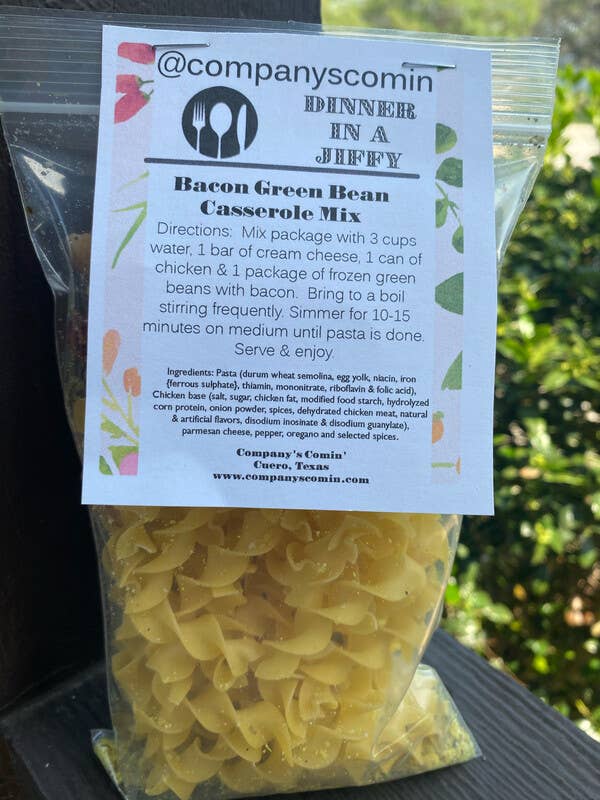 @companyscomin
DINNER
IN A
JIFFY
Bacon Green Bean
Casserole Mix
Directions: Mix package with 3 cups
water, 1 bar of cream cheese, 1 can of
chicken & 1 package of frozen green
beans with bacon. Bring to a boil
stirring frequently. Simmer for 10-15
minutes on medium until pasta is done.
Serve & enjoy.
Ingredients: Pasta (durum wheat semolina, egg yolk, niacin, iron
{ferrous sulphate}, thiamin, mononitrate, riboflavin & folic acid),
Chicken base (salt, sugar, chicken fat, modified food starch, hydrolyzed
corn protein, onion powder, spices, dehydrated chicken meat, natural
& artificial flavors, disodium inosinate & disodium guanylate),
parmesan cheese, pepper, oregano and selected spices.
Company's Comin'
Cuero, Texas
www.companyscomin.com